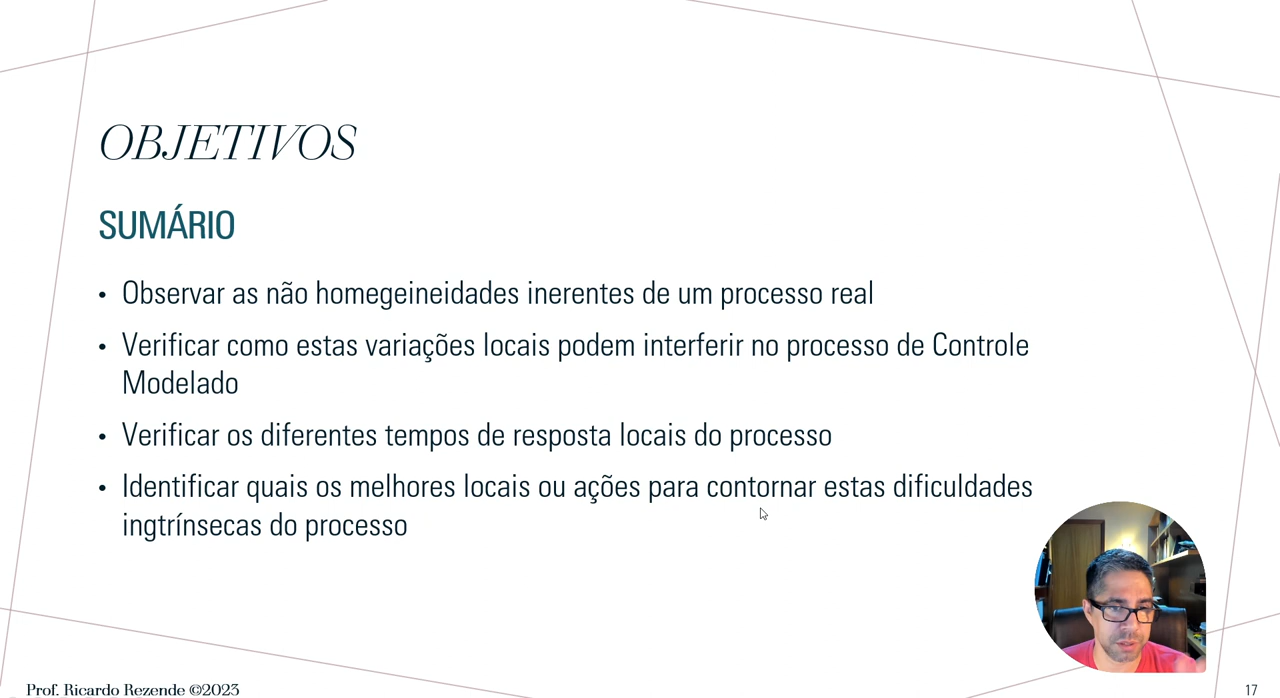 OBJETIVOS
SUMÁRIO
• Observar as não homegeineidades inerentes de um processo real
• Verificar como estas variações locais podem interferir no processo de Controle
Modelado
• Verificar os diferentes tempos de resposta locais do processo
• Identificar quais os melhores locais ou ações para contornar estas dificuldades
ingtrínsecas do processo
Prof. Ricardo Rezende ©2023
17